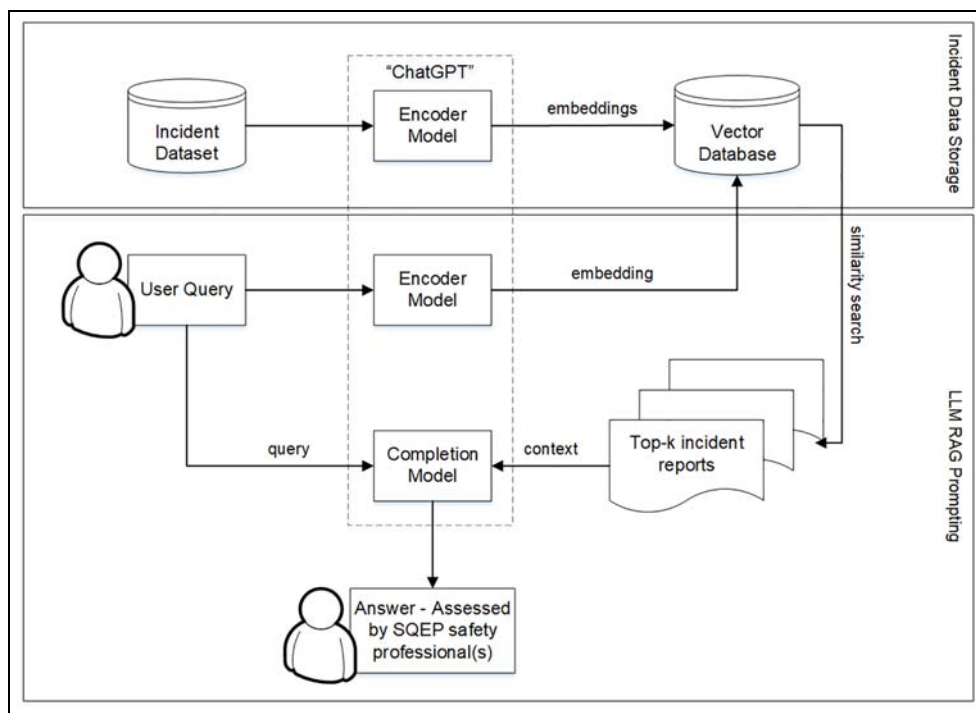 Incident Data Storage
"ChatGPT"
Incident
Dataset
Encoder
Model
embeddings
Vector
Database
LLM RAG Prompting
User Query
Encoder
Model
embedding
similarity search
query
Completion
Model
context
Top-k incident
reports
Answer - Assessed
by SQEP safety
professional(s)